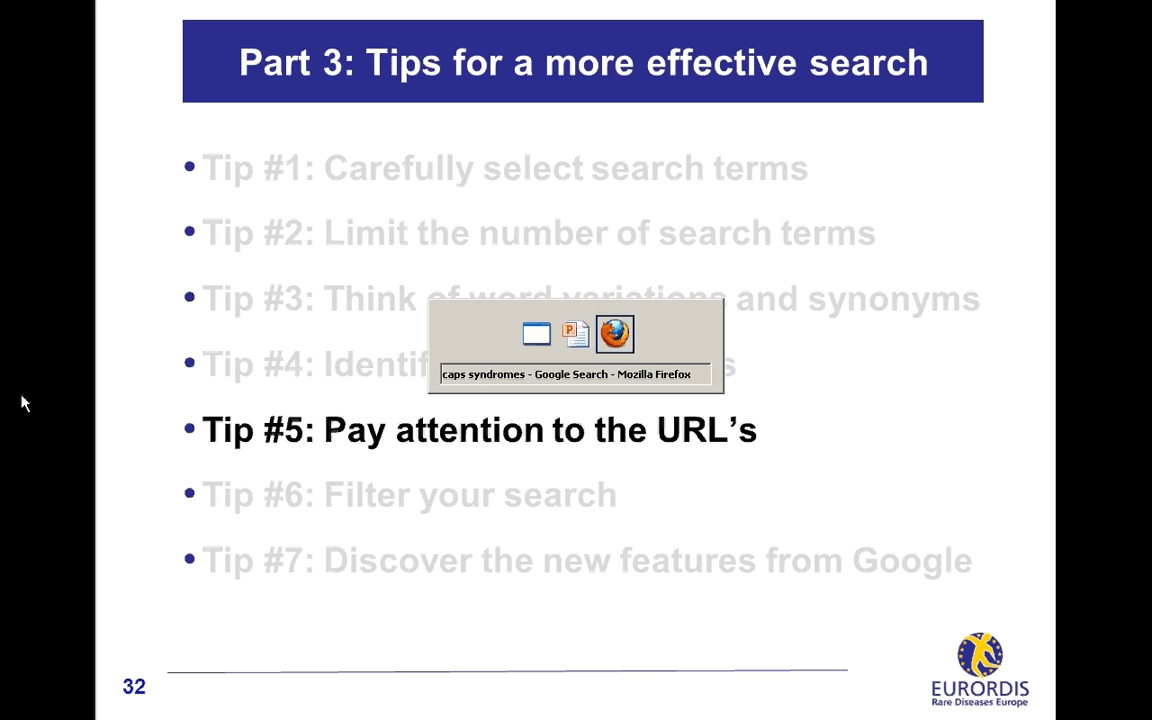 Part 3: Tips for a more effective search
• Tip #1: Carefully select search terms
• Tip #2: Limit the number of search terms
• Tip #3: Think of word variations and synonyms
• Tip #4: Identif s
caps syndromes - Google Search - Mozilla Firefox
• Tip #5: Pay attention to the URL’s
• Tip #6: Filter your search
• Tip #7: Discover the new features from Google
32
EURORDIS
Rare Diseases Europe